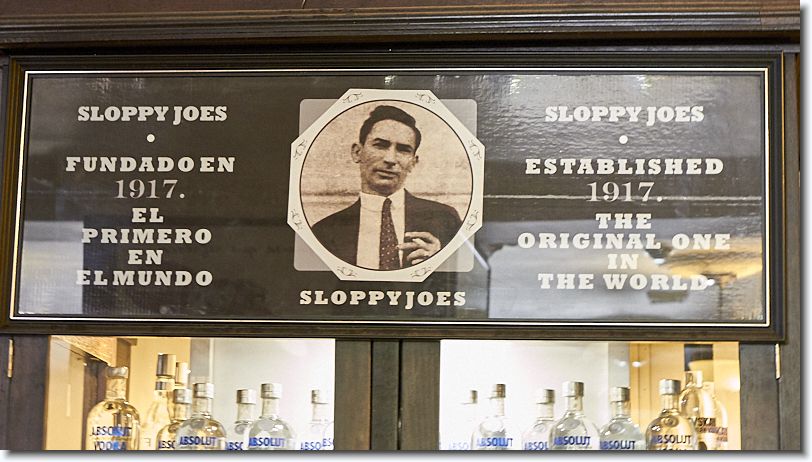 SLOPPY JOES
FUNDADO EN
1917.
EL
PRIMERO
EN
EL MUNDO
SLOPPY JOES
SLOPPY JOES
ESTABLISHED
1917.
THE
ORIGINAL ONE
IN
THE WORLD
ABSOLUT
VODKA
ABSOLUT
ABSOLUT
ABSOLUT
ABSOLUT
ABSOLUT
ABSOLUT
ABSOLUT